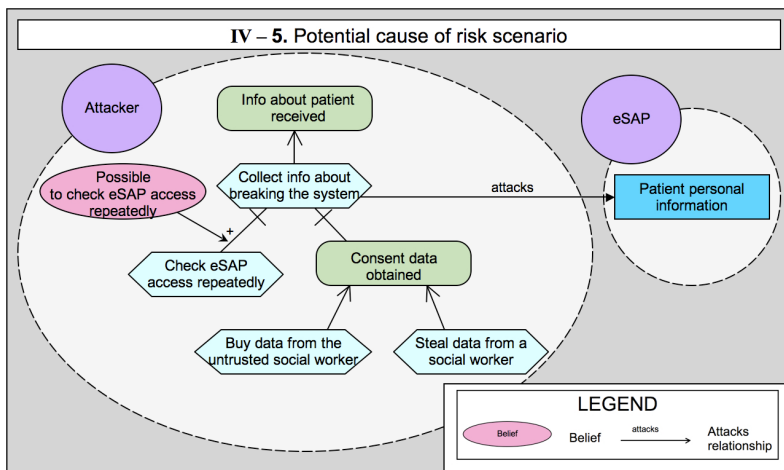 IV – 5. Potential cause of risk scenario
Attacker
Info about patient
received
eSAP
Possible
to check eSAP access
repeatedly
Collect info about
breaking the system
attacks
Patient personal
information
+
Check eSAP
access repeatedly
Consent data
obtained
Buy data from the
untrusted social worker
Steal data from a
social worker
LEGEND
Belief
Belief
attacks
Attacks
relationship